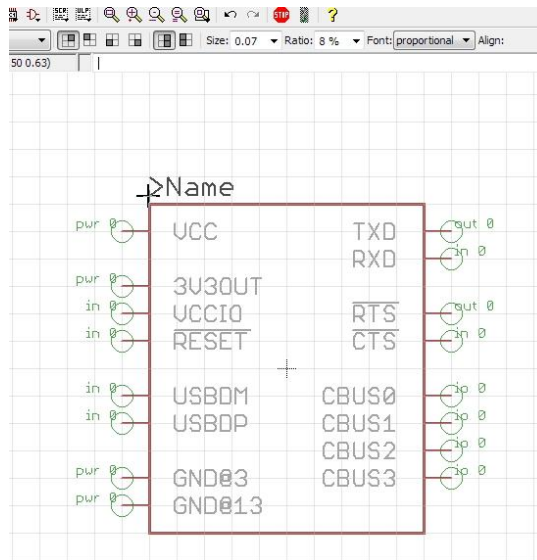 SCR ULP STOP ?
Size: 0.07 Ratio: 8 % Font: proportional Align:
50 0.63)
>Name
pwr 0 VCC TXD out 0
RXD in 0
pwr 0 3V3OUT
in 0 VCCIO RTS out 0
in 0 RESET CTS in 0
in 0 USBDM CBUS0 io 0
in 0 USBDP CBUS1 io 0
CBUS2 io 0
pwr 0 GND@3 CBUS3 io 0
pwr 0 GND@13